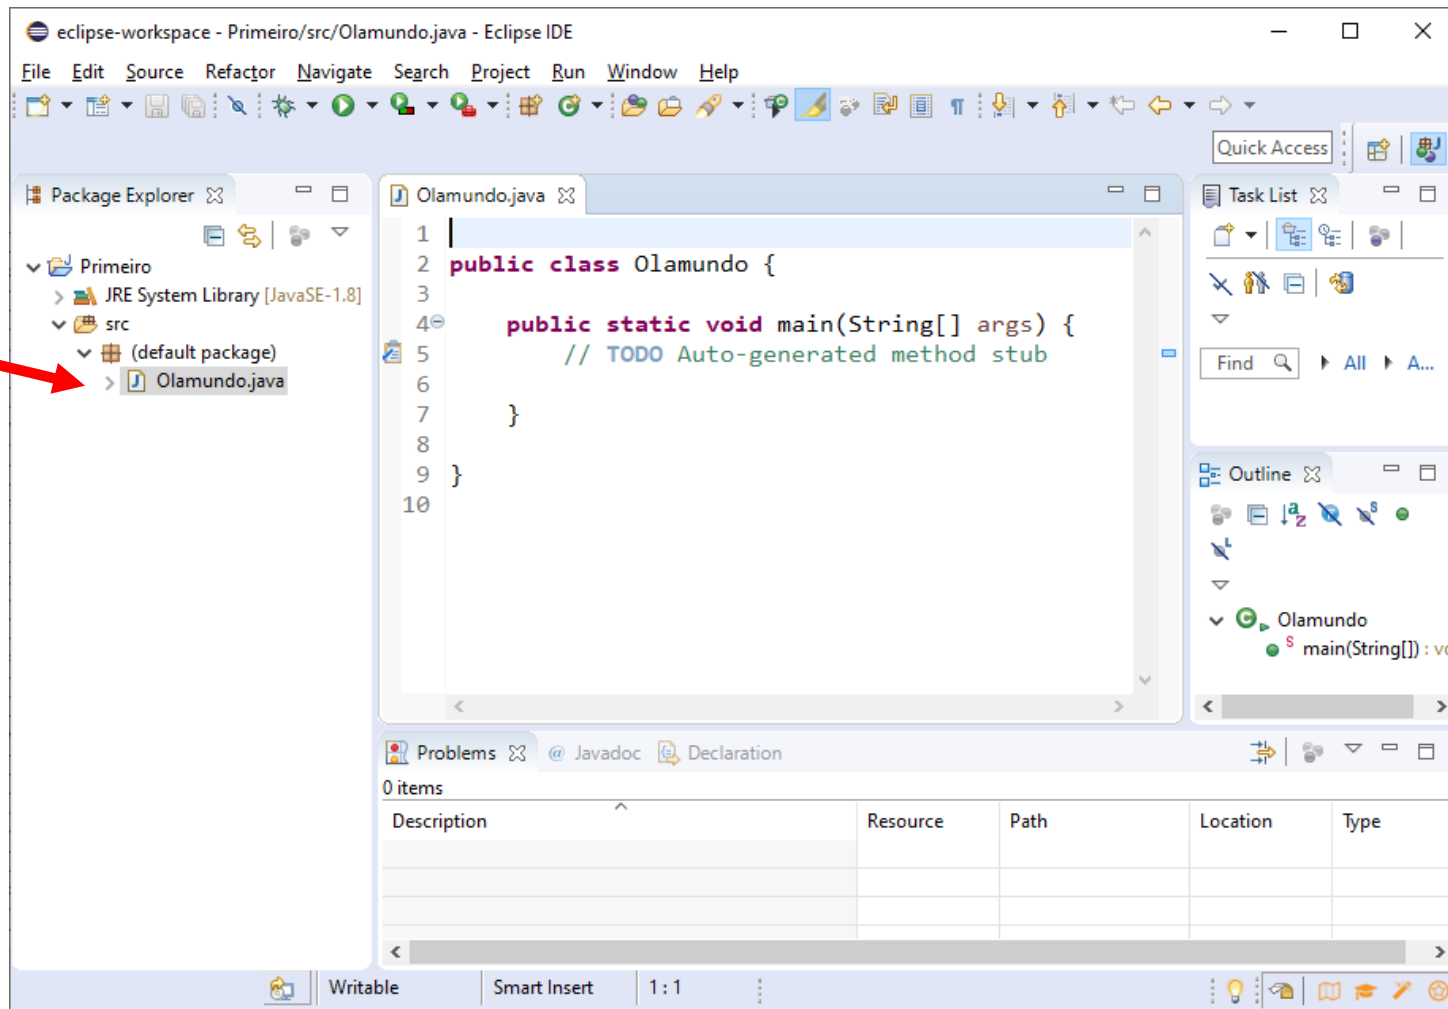 eclipse-workspace - Primeiro/src/Olamundo.java - Eclipse IDE
File Edit Source Refactor Navigate Search Project Run Window Help
Quick Access
Package Explorer
Primeiro
JRE System Library [JavaSE-1.8]
src
(default package)
Olamundo.java
Olamundo.java
1
2 public class Olamundo {
3
4 public static void main(String[] args) {
5 // TODO Auto-generated method stub
6
7 }
8
9 }
10
Task List
Find All A...
Outline
Olamundo
main(String[]) : vo
Problems @ Javadoc Declaration
0 items
Description Resource Path Location Type
Writable Smart Insert 1 : 1